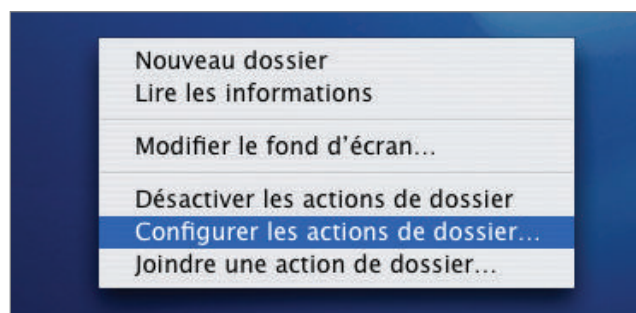 Nouveau dossier
Lire les informations
Modifier le fond d'écran…
Désactiver les actions de dossier
Configurer les actions de dossier…
Joindre une action de dossier…